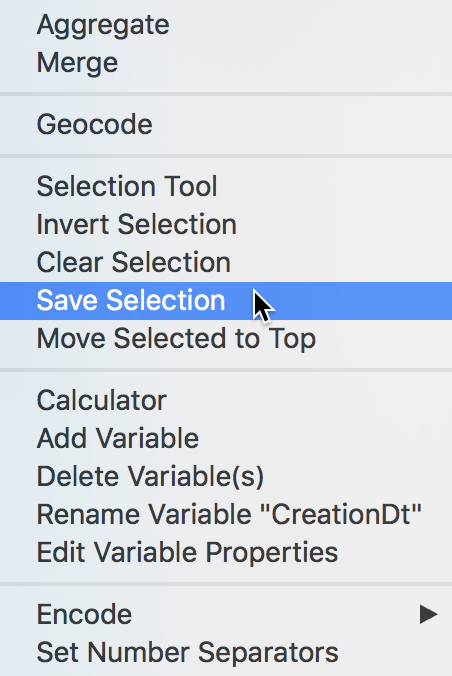 Aggregate
Merge
Geocode
Selection Tool
Invert Selection
Clear Selection
Save Selection
Move Selected to Top
Calculator
Add Variable
Delete Variable(s)
Rename Variable "CreationDt"
Edit Variable Properties
Encode
Set Number Separators